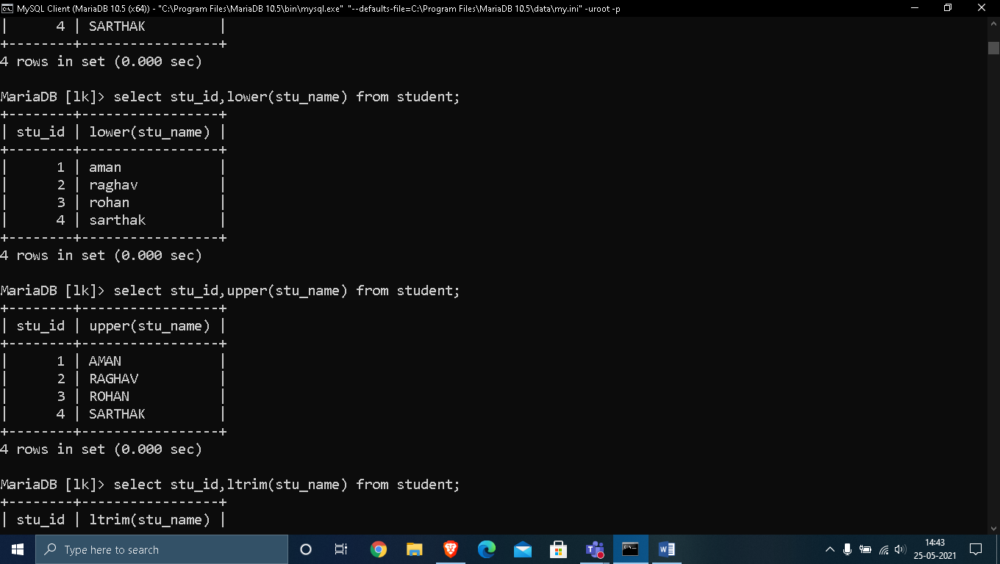 MySQL Client (MariaDB 10.5 (x64)) - "C:\Program Files\MariaDB 10.5\bin\mysql.exe"  "--defaults-file=C:\Program Files\MariaDB 10.5\data\my.ini" -uroot -p
|      4 | SARTHAK         |
+--------+-----------------+
4 rows in set (0.000 sec)
MariaDB [lk]> select stu_id,lower(stu_name) from student;
+--------+-----------------+
| stu_id | lower(stu_name) |
+--------+-----------------+
|      1 | aman            |
|      2 | raghav          |
|      3 | rohan           |
|      4 | sarthak         |
+--------+-----------------+
4 rows in set (0.000 sec)
MariaDB [lk]> select stu_id,upper(stu_name) from student;
+--------+-----------------+
| stu_id | upper(stu_name) |
+--------+-----------------+
|      1 | AMAN            |
|      2 | RAGHAV          |
|      3 | ROHAN           |
|      4 | SARTHAK         |
+--------+-----------------+
4 rows in set (0.000 sec)
MariaDB [lk]> select stu_id,ltrim(stu_name) from student;
+--------+-----------------+
| stu_id | ltrim(stu_name) |
Type here to search
14:43
25-05-2021